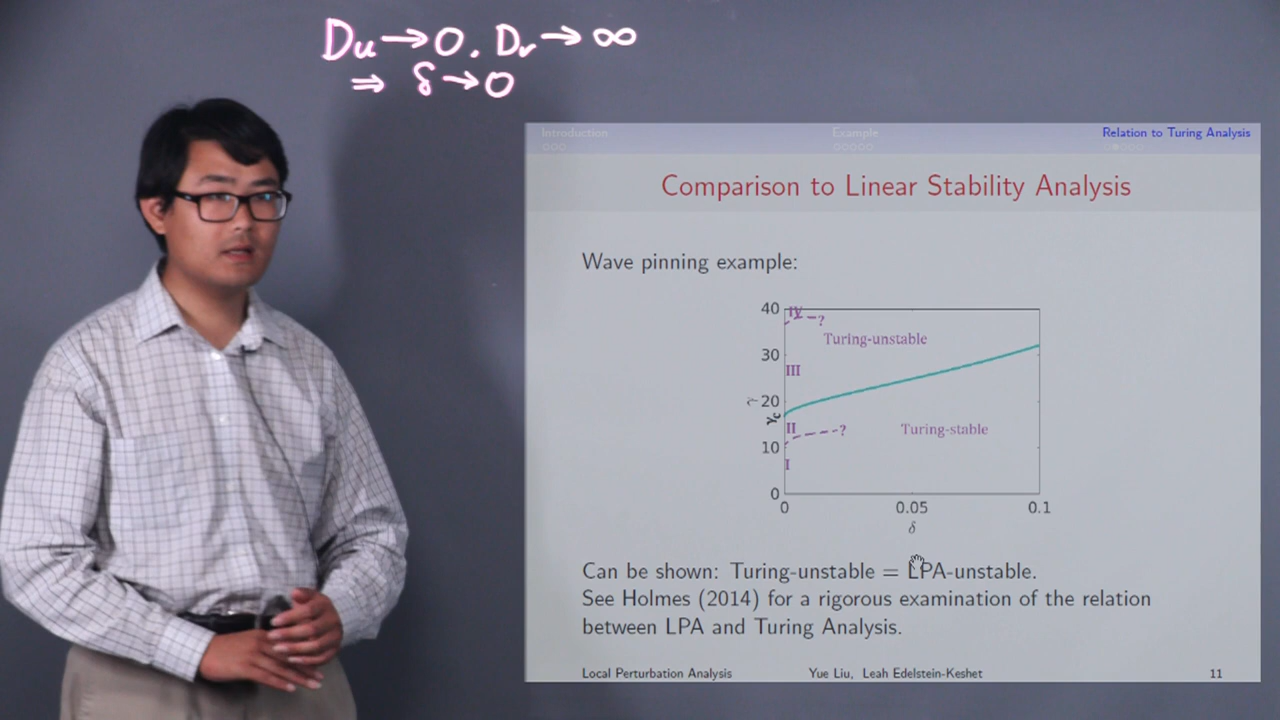 Du → 0, Dv → ∞
⇒ δ → 0
Introduction Example Relation to Turing Analysis
Comparison to Linear Stability Analysis
Wave pinning example:
40
IV
?
Turing-unstable
30
III
γ
20
γc
II
?
Turing-stable
10
I
0
0 0.05 0.1
δ
Can be shown: Turing-unstable = LPA-unstable.
See Holmes (2014) for a rigorous examination of the relation
between LPA and Turing Analysis.
Local Perturbation Analysis Yue Liu, Leah Edelstein-Keshet 11